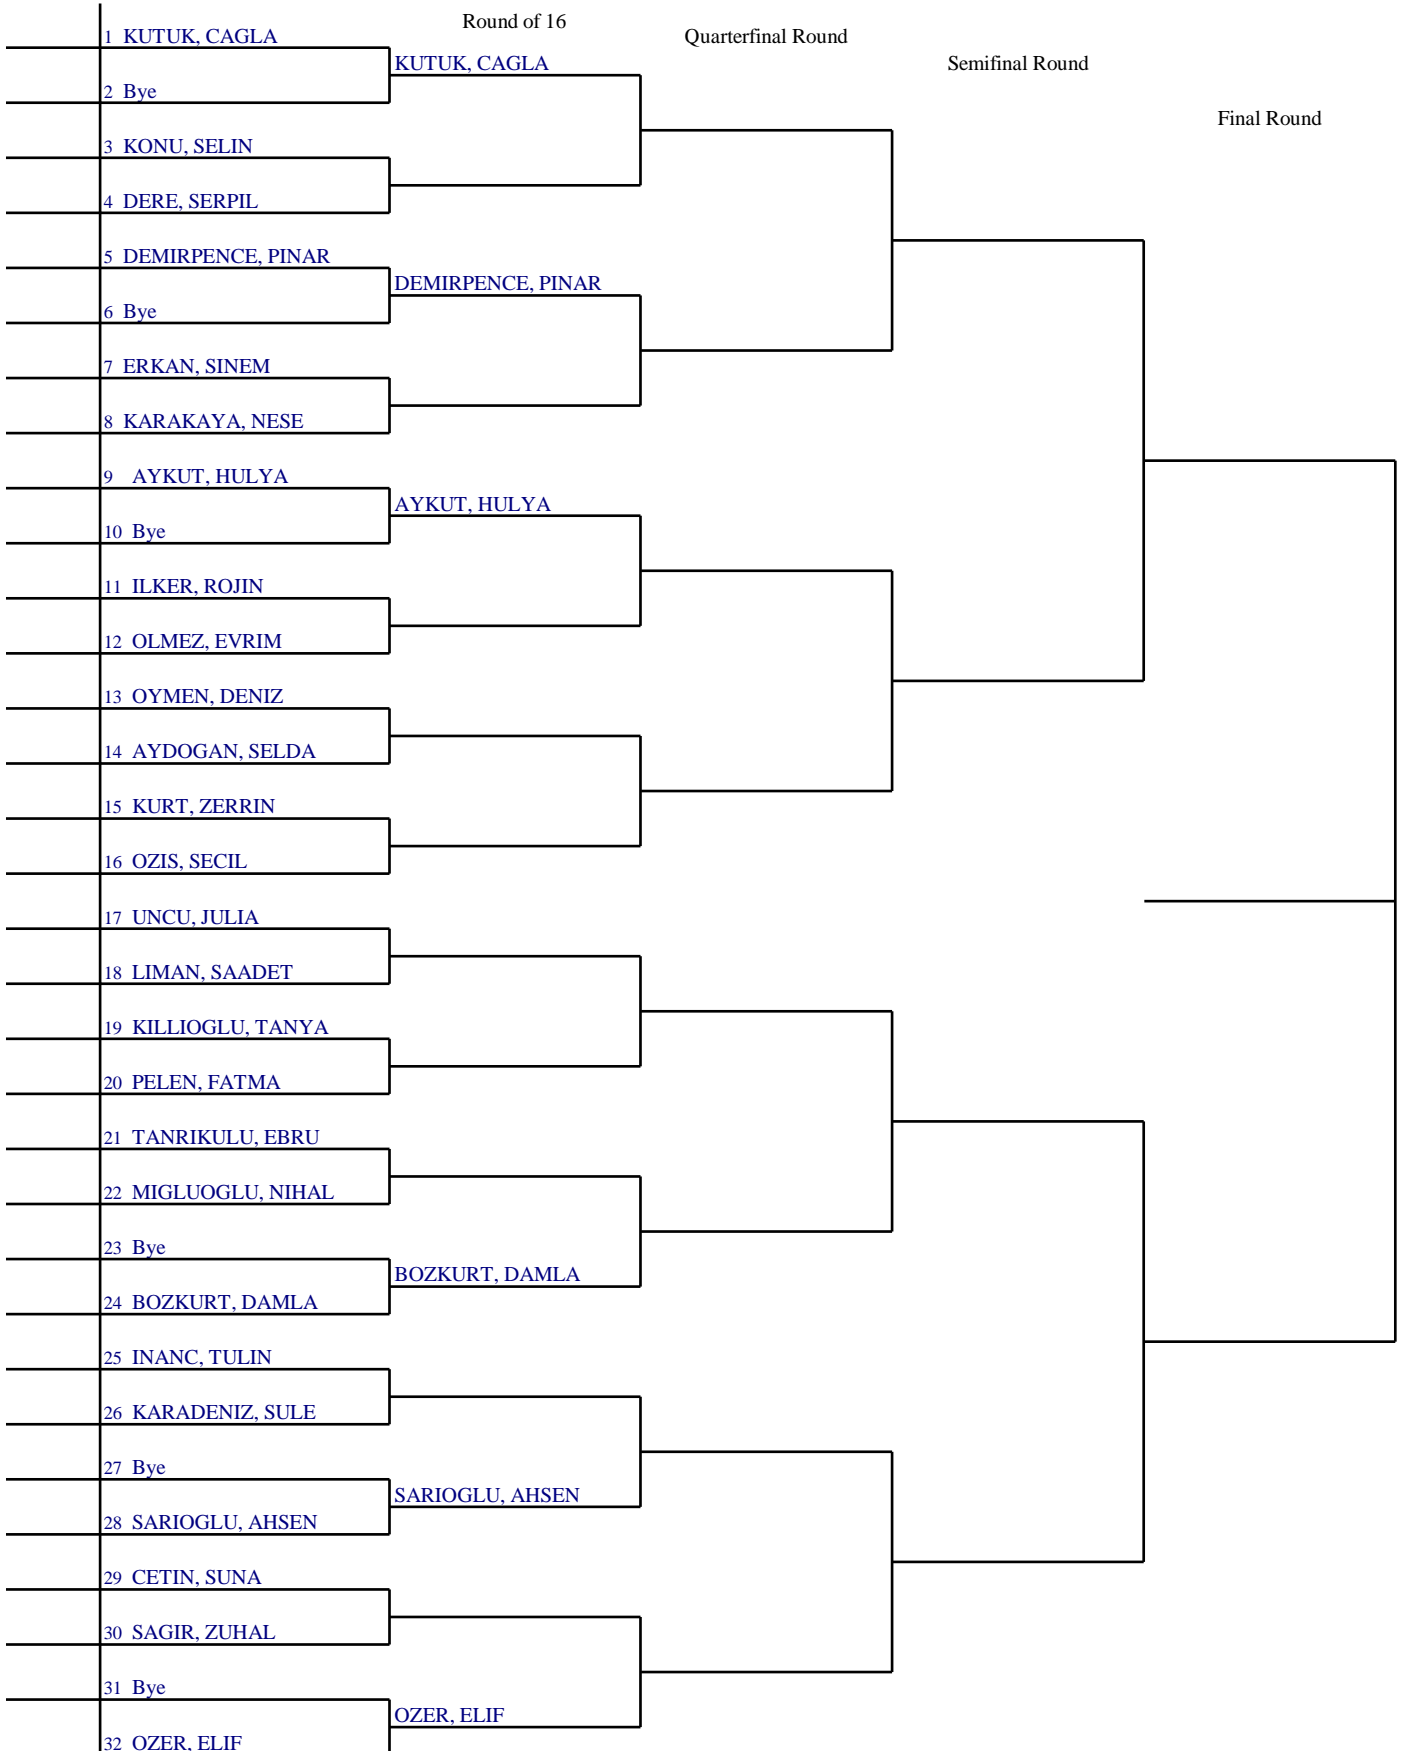 Round of 16
Quarterfinal Round
Semifinal Round
Final Round
1 KUTUK, CAGLA
KUTUK, CAGLA
2 Bye
3 KONU, SELIN
4 DERE, SERPIL
5 DEMIRPENCE, PINAR
DEMIRPENCE, PINAR
6 Bye
7 ERKAN, SINEM
8 KARAKAYA, NESE
9 AYKUT, HULYA
AYKUT, HULYA
10 Bye
11 ILKER, ROJIN
12 OLMEZ, EVRIM
13 OYMEN, DENIZ
14 AYDOGAN, SELDA
15 KURT, ZERRIN
16 OZIS, SECIL
17 UNCU, JULIA
18 LIMAN, SAADET
19 KILLIOGLU, TANYA
20 PELEN, FATMA
21 TANRIKULU, EBRU
22 MIGLUOGLU, NIHAL
23 Bye
BOZKURT, DAMLA
24 BOZKURT, DAMLA
25 INANC, TULIN
26 KARADENIZ, SULE
27 Bye
SARIOGLU, AHSEN
28 SARIOGLU, AHSEN
29 CETIN, SUNA
30 SAGIR, ZUHAL
31 Bye
OZER, ELIF
32 OZER, ELIF